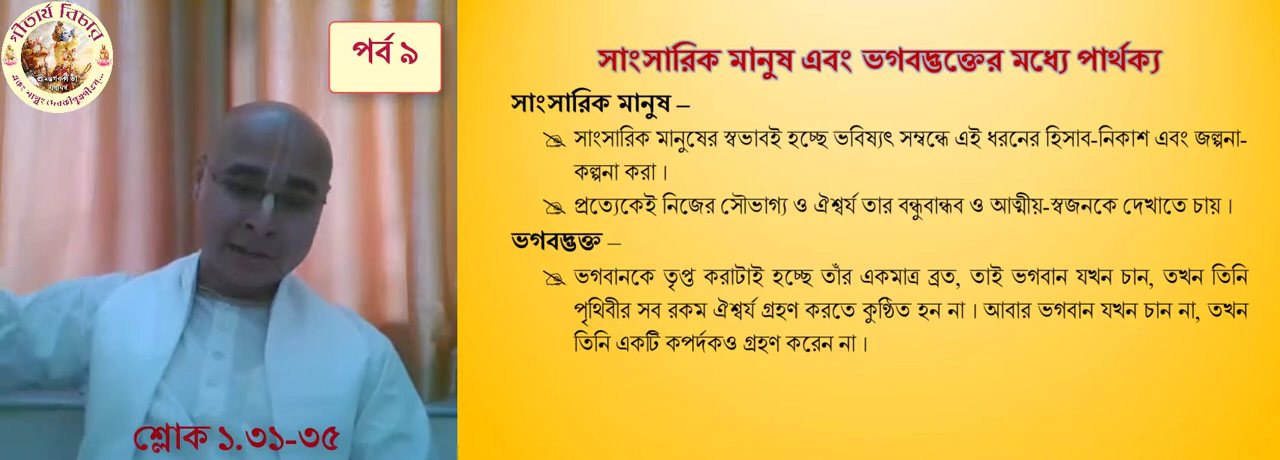 গীতার্থ বিচার
পর্ব ৯
শ্লোক ১.৩১-৩৫
সাংসারিক মানুষ এবং ভগবদ্ভক্তের মধ্যে পার্থক্য
সাংসারিক মানুষ –
সাংসারিক মানুষের স্বভাবই হচ্ছে ভবিষ্যৎ সম্বন্ধে এই ধরনের হিসাব-নিকাশ এবং জল্পনা-
কল্পনা করা।
প্রত্যেকেই নিজের সৌভাগ্য ও ঐশ্বর্য তার বন্ধুবান্ধব ও আত্মীয়-স্বজনকে দেখাতে চায়।
ভগবদ্ভক্ত –
ভগবানকে তৃপ্ত করাটাই হচ্ছে তাঁর একমাত্র ব্রত, তাই ভগবান যখন চান, তখন তিনি
পৃথিবীর সব রকম ঐশ্বর্য গ্রহণ করতে কুণ্ঠিত হন না। আবার ভগবান যখন চান না, তখন
তিনি একটি কপর্দকও গ্রহণ করেন না।